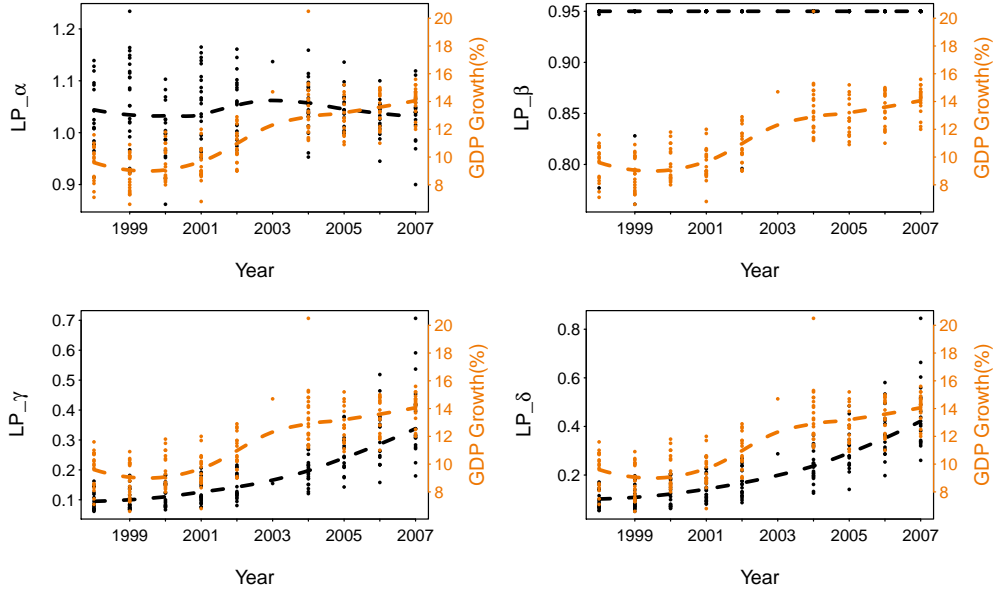 LP_α
1.2
1.1
1.0
0.9
20
18
16
14
12
10
8
GDP Growth(%)
1999 2001 2003 2005 2007
Year
LP_β
0.95
0.90
0.85
0.80
20
18
16
14
12
10
8
GDP Growth(%)
1999 2001 2003 2005 2007
Year
LP_γ
0.7
0.6
0.5
0.4
0.3
0.2
0.1
20
18
16
14
12
10
8
GDP Growth(%)
1999 2001 2003 2005 2007
Year
LP_δ
0.8
0.6
0.4
0.2
20
18
16
14
12
10
8
GDP Growth(%)
1999 2001 2003 2005 2007
Year